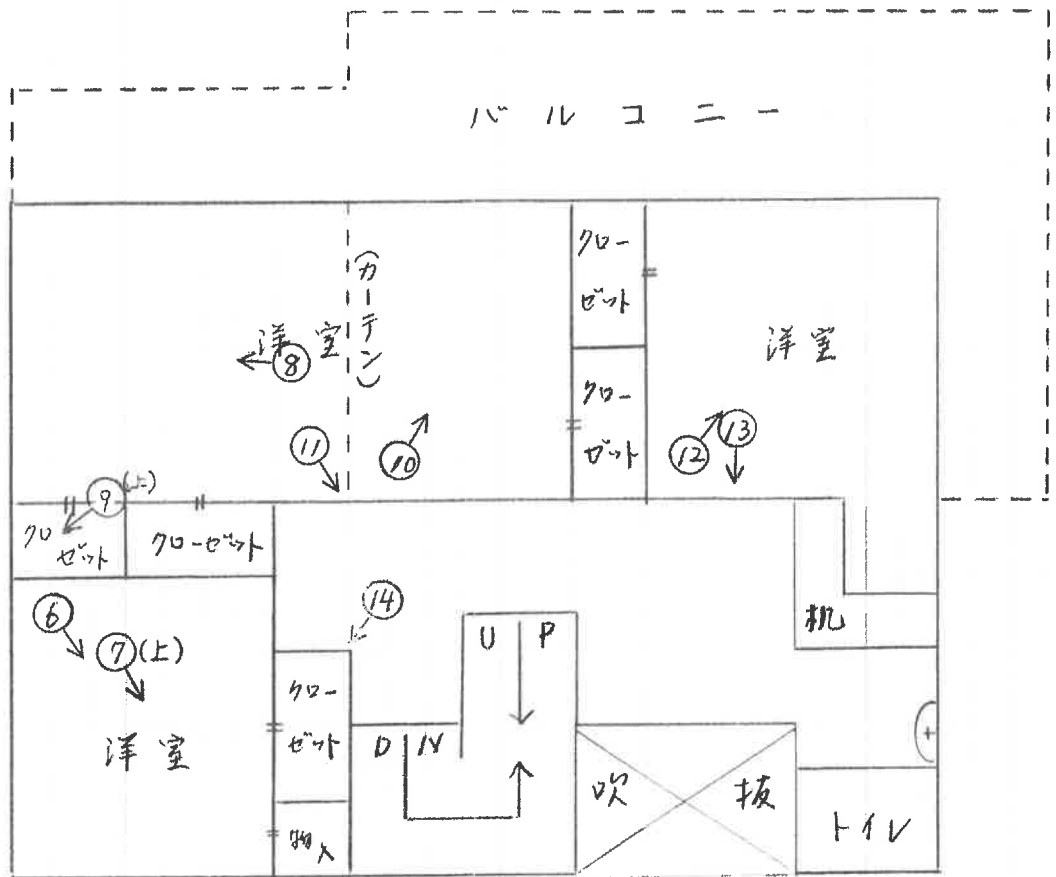 バルコニー
クローゼット
(カーテン)
洋室
⑧
洋室
クローゼット
⑪
⑩
⑫
⑬
⑨(上)
クロゼット
クローゼット
⑥
⑦(上)
⑭
机
UP
クローゼット
DN
洋室
吹抜
トイレ
物入